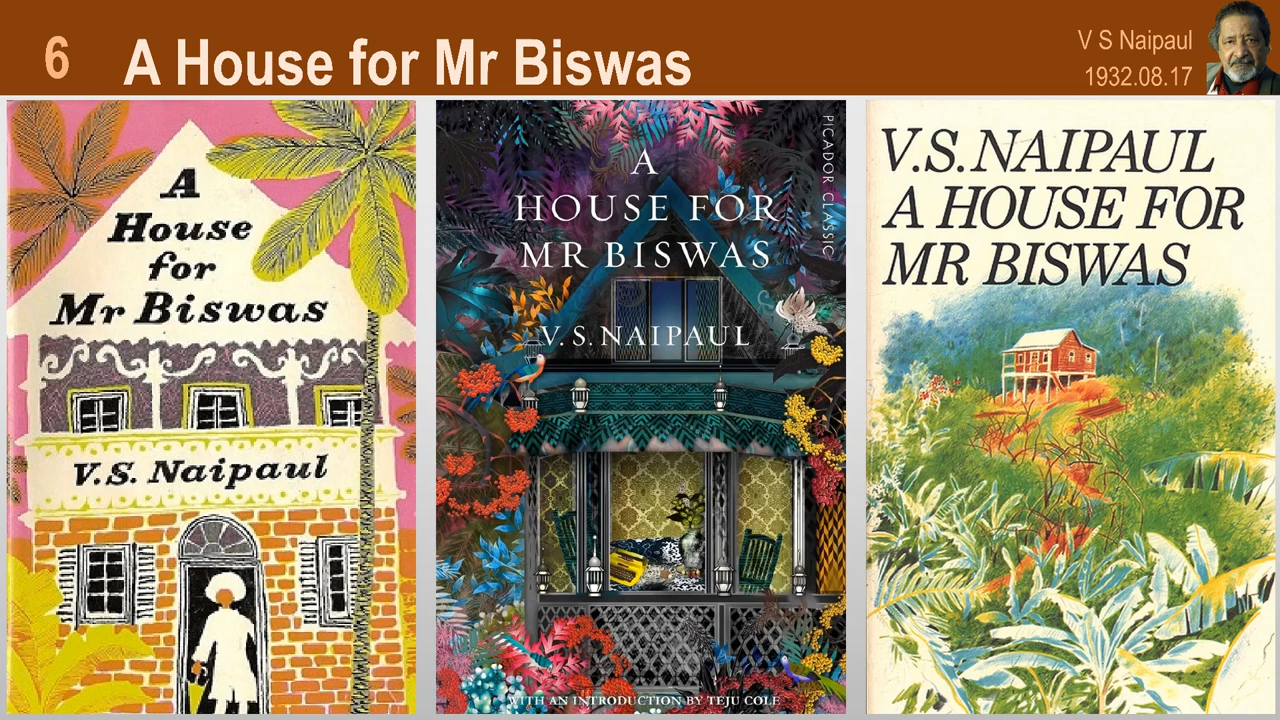 6 A House for Mr Biswas
V S Naipaul
1932.08.17
A
House
for
Mr Biswas
V.S. Naipaul
PICADOR CLASSIC
A
HOUSE FOR
MR BISWAS
V. S. NAIPAUL
WITH AN INTRODUCTION BY TEJU COLE
V.S. NAIPAUL
A HOUSE FOR
MR BISWAS